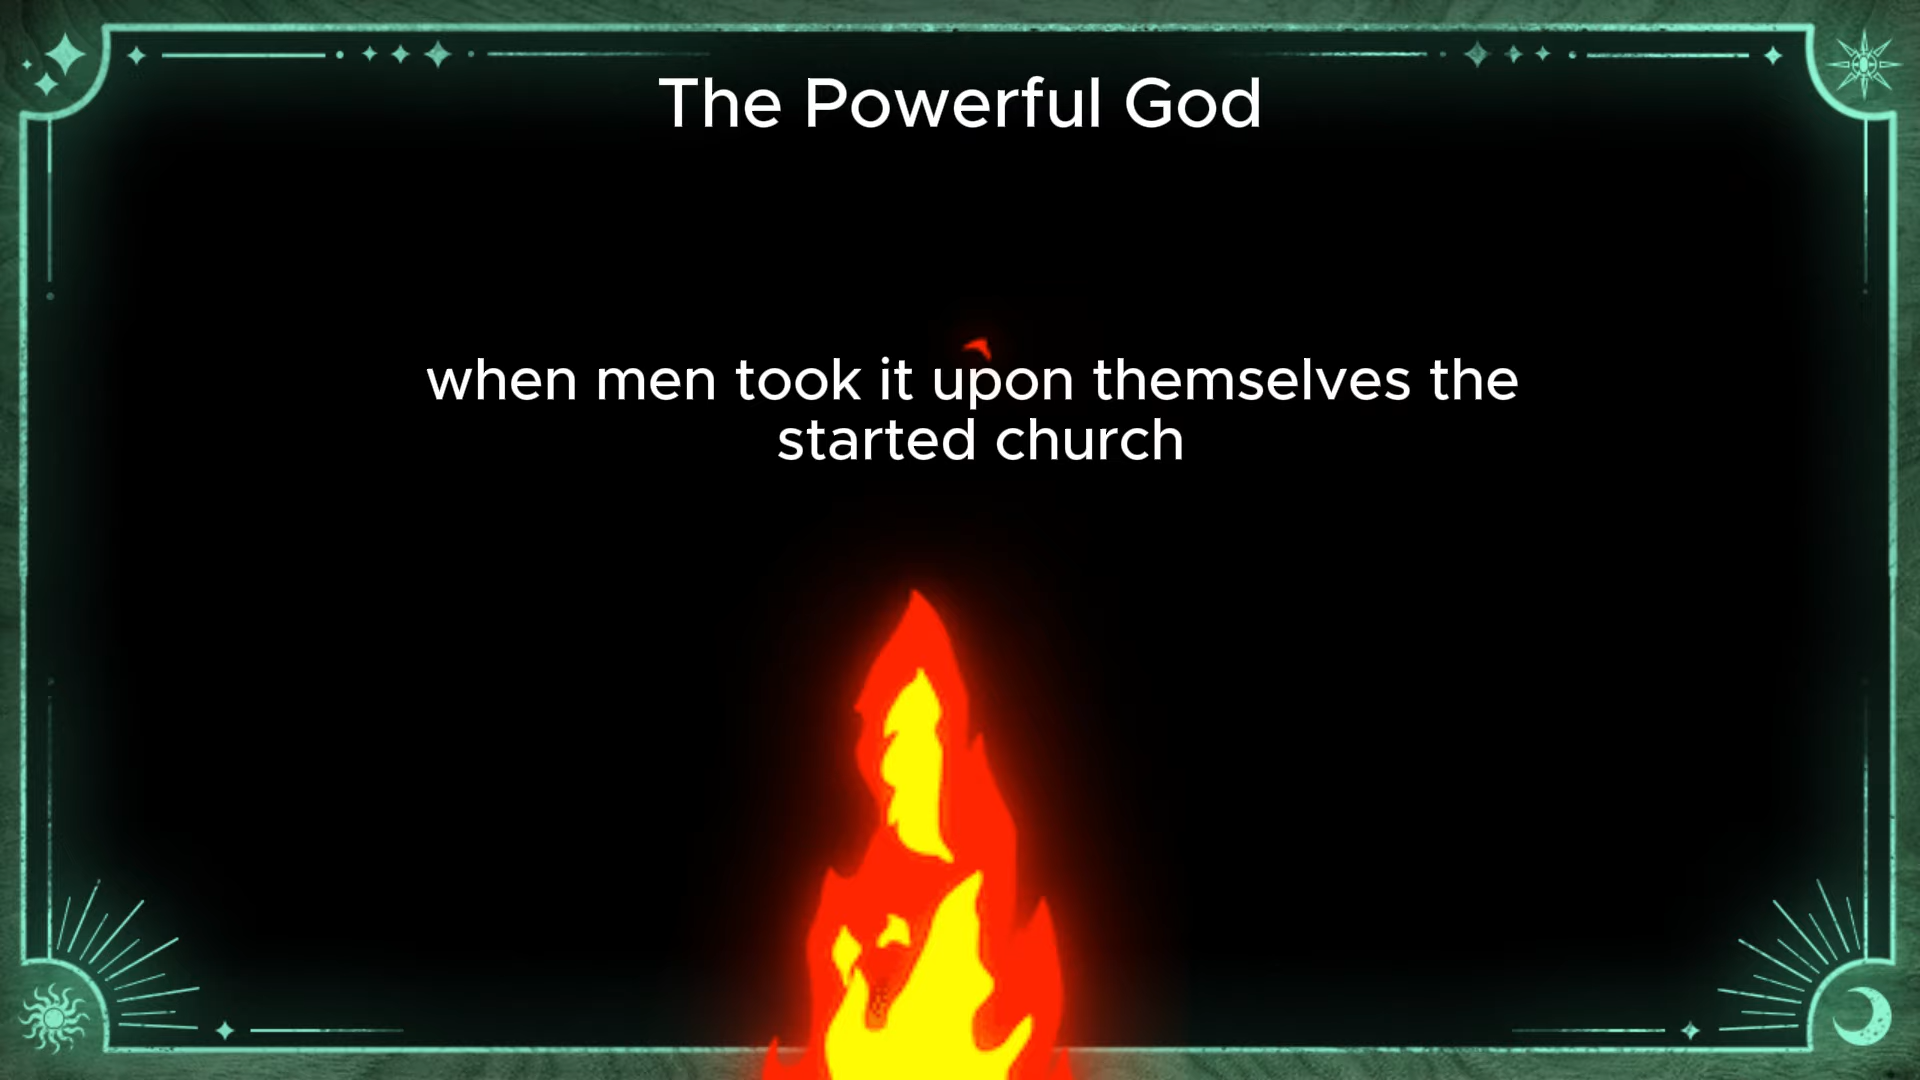 The Powerful God
when men took it upon themselves the
started church